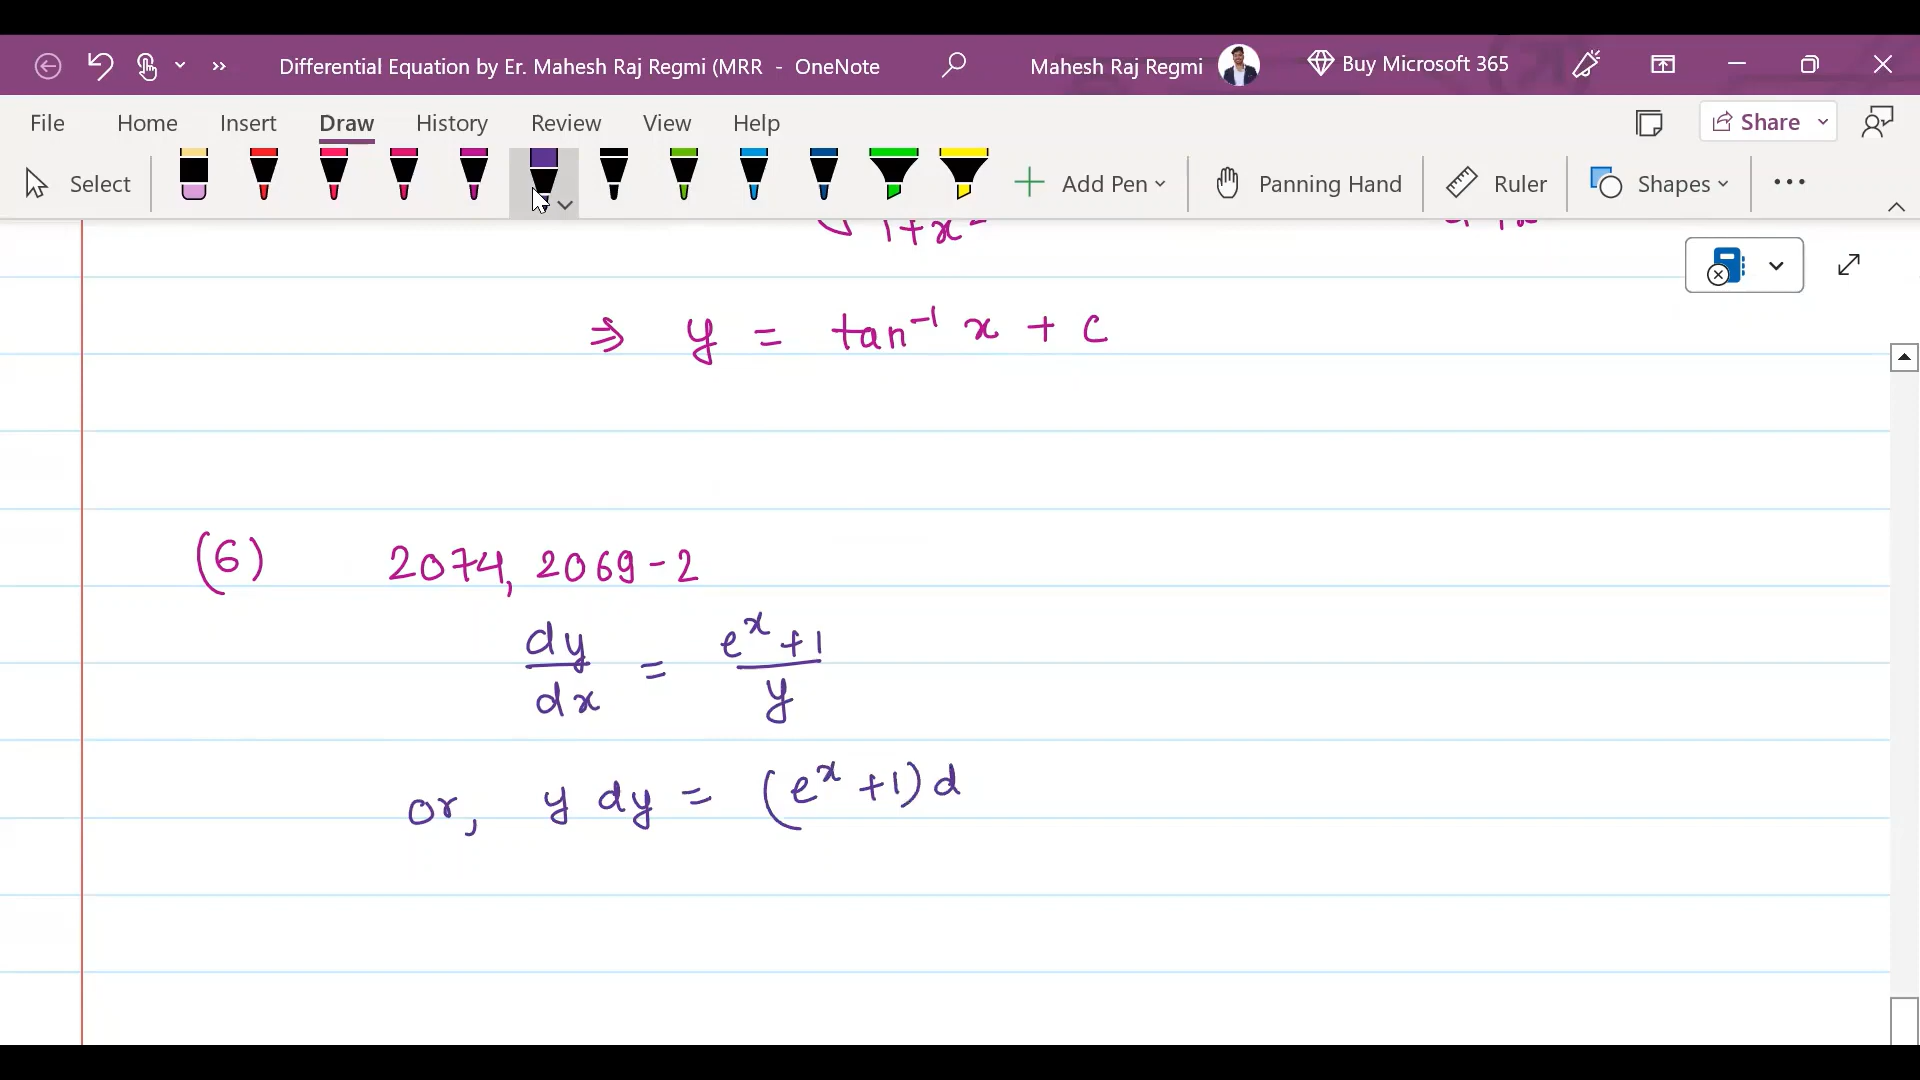 Differential Equation by Er. Mahesh Raj Regmi (MRR - OneNote
Mahesh Raj Regmi
Buy Microsoft 365
File Home Insert Draw History Review View Help
Share
Select
Add Pen
Panning Hand
Ruler
Shapes
1+x²
⇒ y = tan⁻¹ x + c
(6) 2074, 2069-2
dy/dx = (eˣ+1)/y
or, y dy = (eˣ +1) d